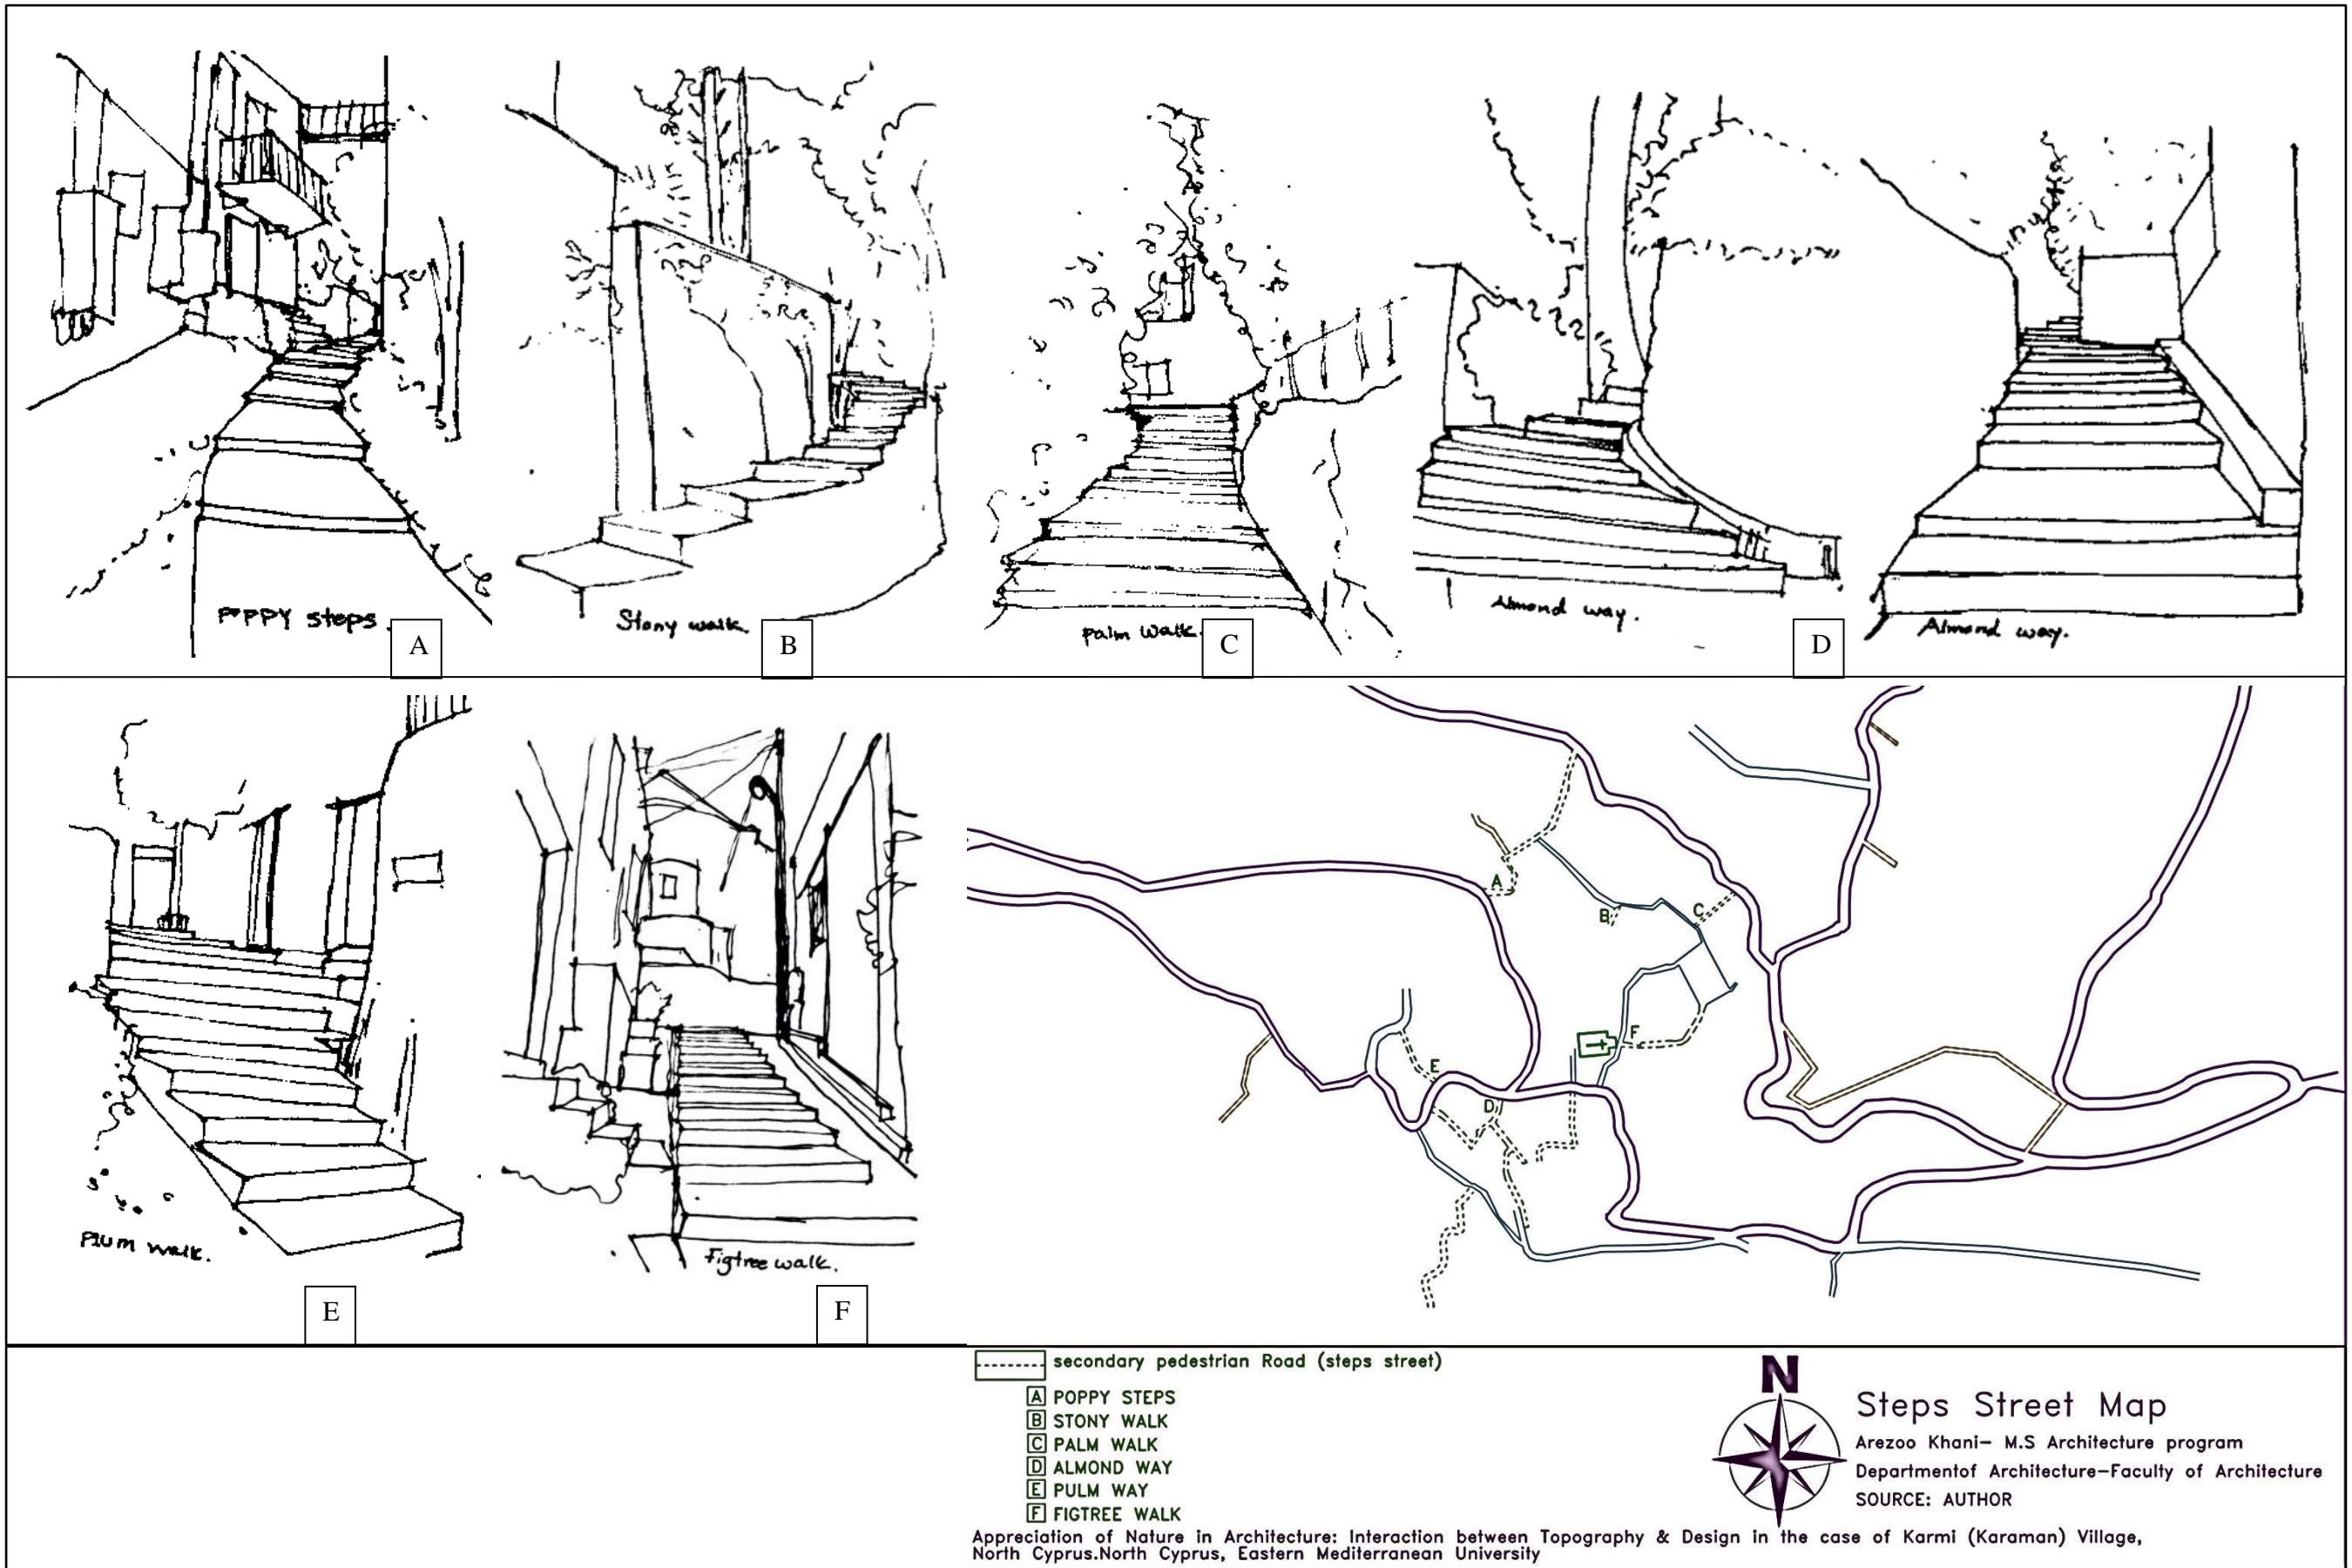 POPPY steps
A
Stony walk.
B
palm walk.
C
Almond way.
D
Almond way.
Plum walk.
E
Figtree walk.
F
A
B
C
F
E
D
secondary pedestrian Road (steps street)
A POPPY STEPS
B STONY WALK
C PALM WALK
D ALMOND WAY
E PULM WAY
F FIGTREE WALK
N
Steps Street Map
Arezoo Khani- M.S Architecture program
Departmentof Architecture-Faculty of Architecture
SOURCE: AUTHOR
Appreciation of Nature in Architecture: Interaction between Topography & Design in the case of Karmi (Karaman) Village,
North Cyprus.North Cyprus, Eastern Mediterranean University